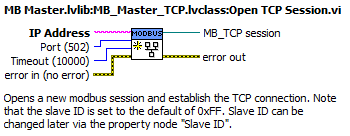 MB Master.lvlib:MB_Master_TCP.lvclass:Open TCP Session.vi
IP Address
MODBUS
MB_TCP session
Port (502)
Timeout (10000)
error in (no error)
error out
Opens a new modbus session and establish the TCP connection. Note
that the slave ID is set to the default of 0xFF. Slave ID can be
changed later via the property node "Slave ID".